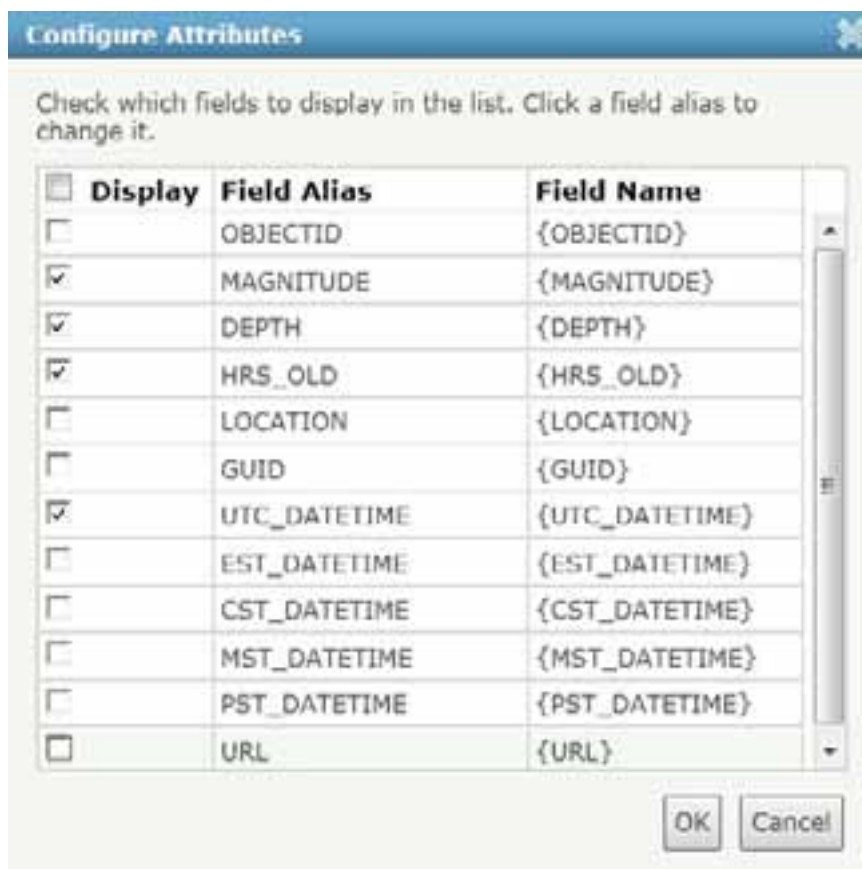 Configure Attributes
Check which fields to display in the list. Click a field alias to
change it.
Display Field Alias Field Name
OBJECTID {OBJECTID}
MAGNITUDE {MAGNITUDE}
DEPTH {DEPTH}
HRS_OLD {HRS_OLD}
LOCATION {LOCATION}
GUID {GUID}
UTC_DATETIME {UTC_DATETIME}
EST_DATETIME {EST_DATETIME}
CST_DATETIME {CST_DATETIME}
MST_DATETIME {MST_DATETIME}
PST_DATETIME {PST_DATETIME}
URL {URL}
OK Cancel